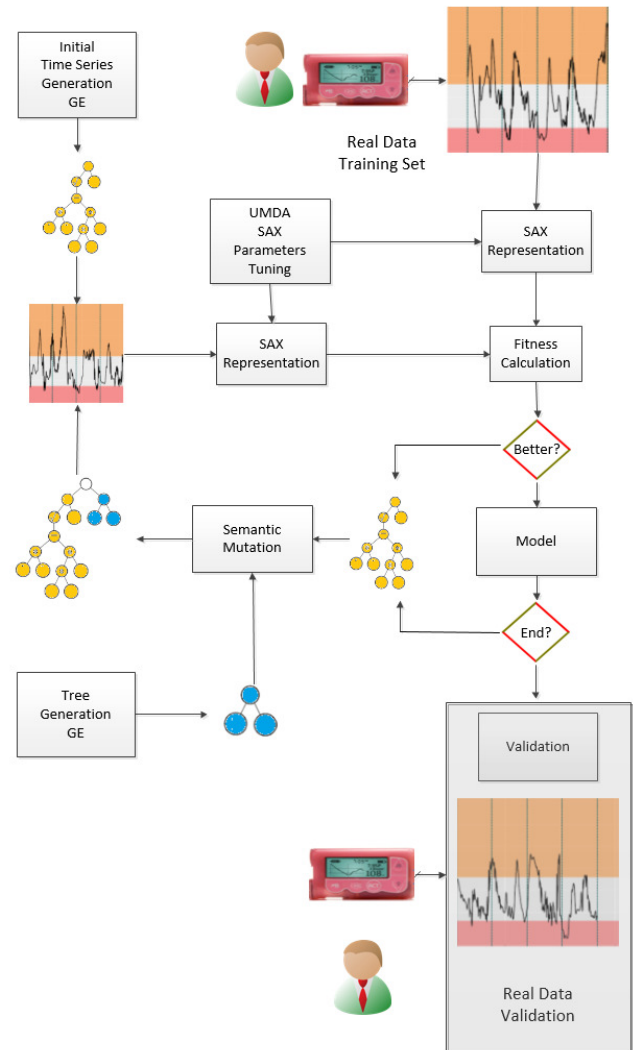 Initial
Time Series
Generation
GE
Real Data
Training Set
UMDA
SAX
Parameters
Tuning
SAX
Representation
SAX
Representation
Fitness
Calculation
Better?
Semantic
Mutation
Model
End?
Tree
Generation
GE
Validation
Real Data
Validation